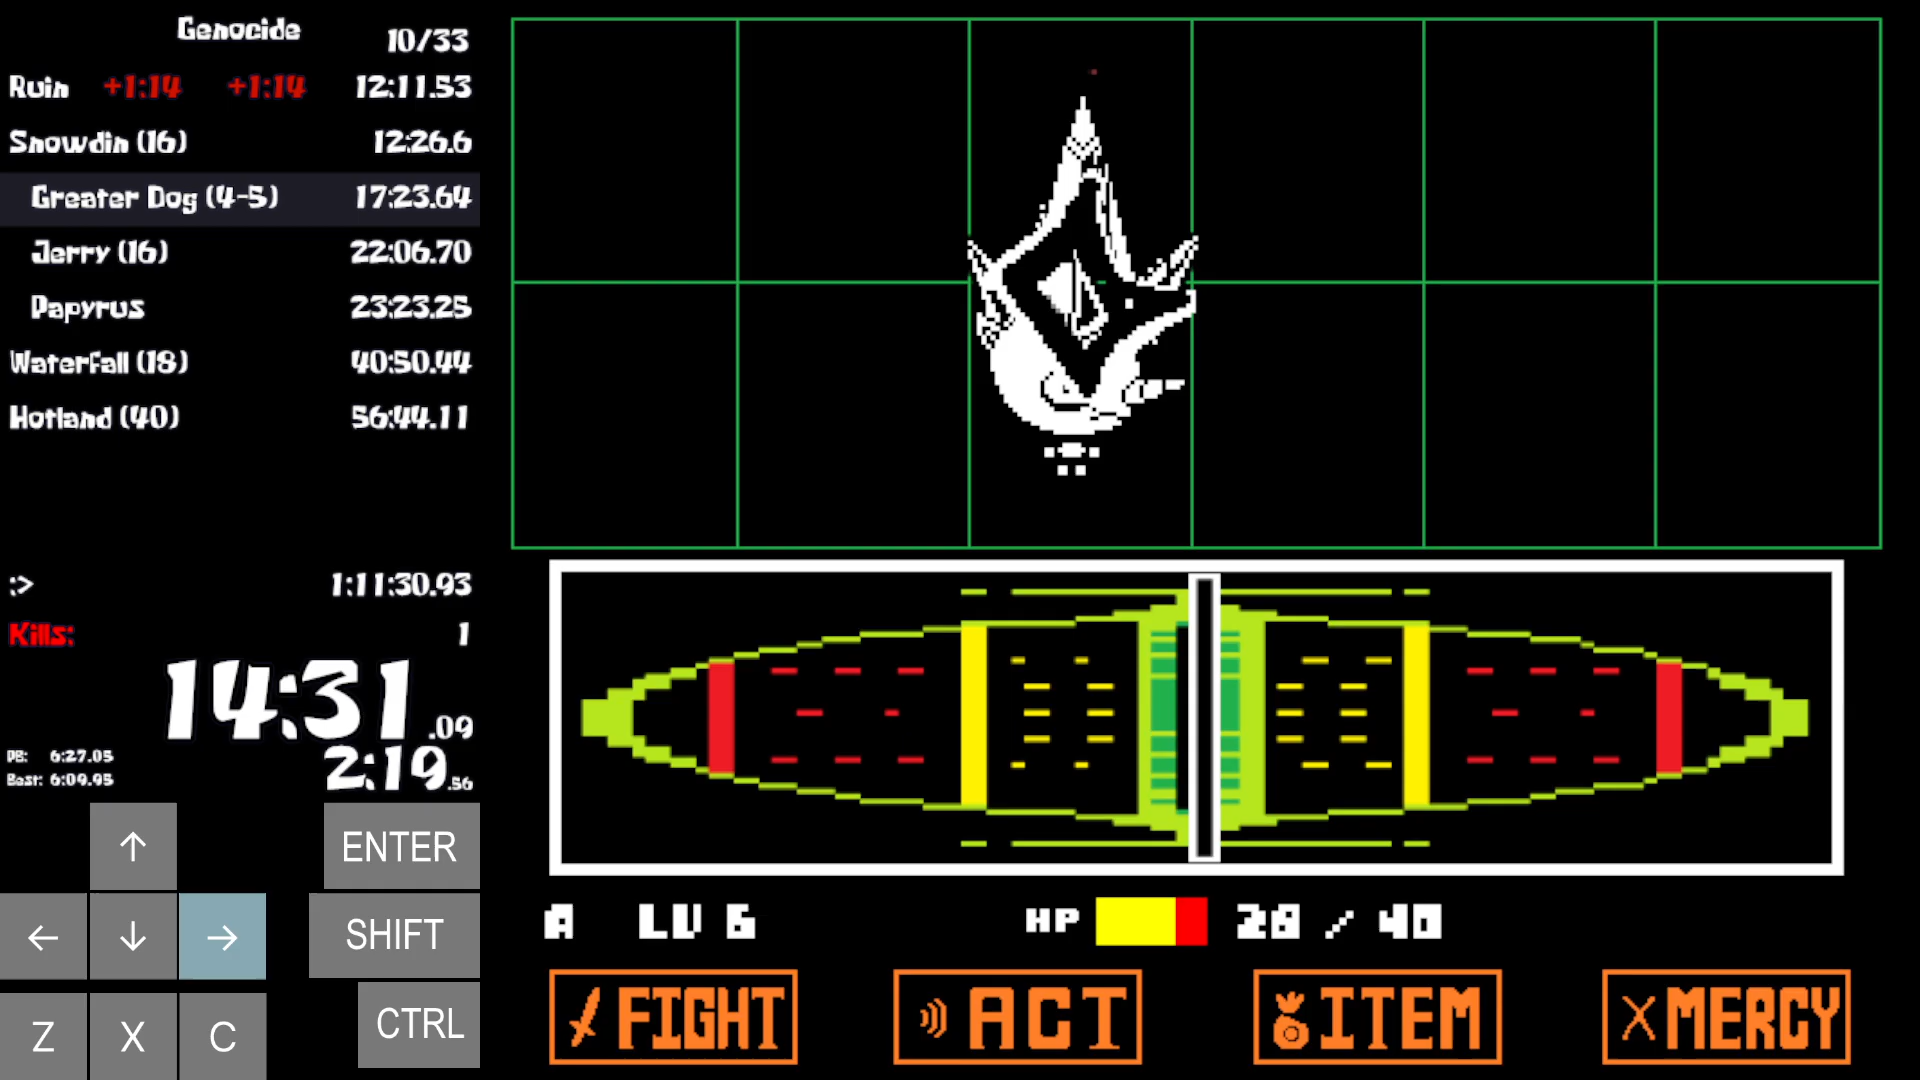 Genocide 10/33
Ruin +1:14 +1:14 12:11.53
Snowdin (16) 12:26.6
Greater Dog (4-5) 17:23.64
Jerry (16) 22:06.70
Papyrus 23:23.25
Waterfall (18) 40:50.44
Hotland (40) 56:44.11
:> 1:11:30.93
Kills: 1
14:31.09
PB: 6:27.05
2:19.56
Best: 6:09.95
↑ ENTER
← ↓ → SHIFT
Z X C CTRL
A LV 6 HP 28 / 40
FIGHT ACT ITEM MERCY